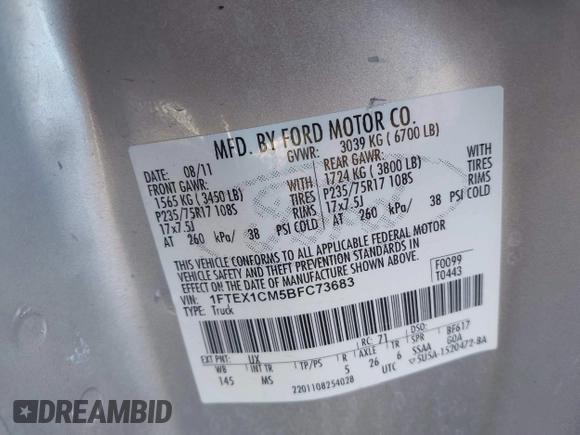 MFD. BY FORD MOTOR CO.
DATE: 08/11 GVWR: 3039 KG ( 6700 LB)
FRONT GAWR: REAR GAWR:
1565 KG ( 3450 LB) WITH 1724 KG ( 3800 LB) WITH
P235/75R17 108S TIRES P235/75R17 108S TIRES
17x7.5J RIMS 17x7.5J RIMS
AT 260 kPa/ 38 PSI COLD AT 260 kPa/ 38 PSI COLD
THIS VEHICLE CONFORMS TO ALL APPLICABLE FEDERAL MOTOR
VEHICLE SAFETY AND THEFT PREVENTION STANDARDS IN
EFFECT ON THE DATE OF MANUFACTURE SHOWN ABOVE.
VIN: 1FTEX1CM5BFC73683 F0099
TYPE: Truck T0443
EXT PNT: UX RC: 71 DSO: BF617
WB INT TR TP/PS R AXLE TR SPR GOA
145 MS 5 26 6 SSAA
2201108254028 UTC 5U5A-1520472-BA
DREAMBID